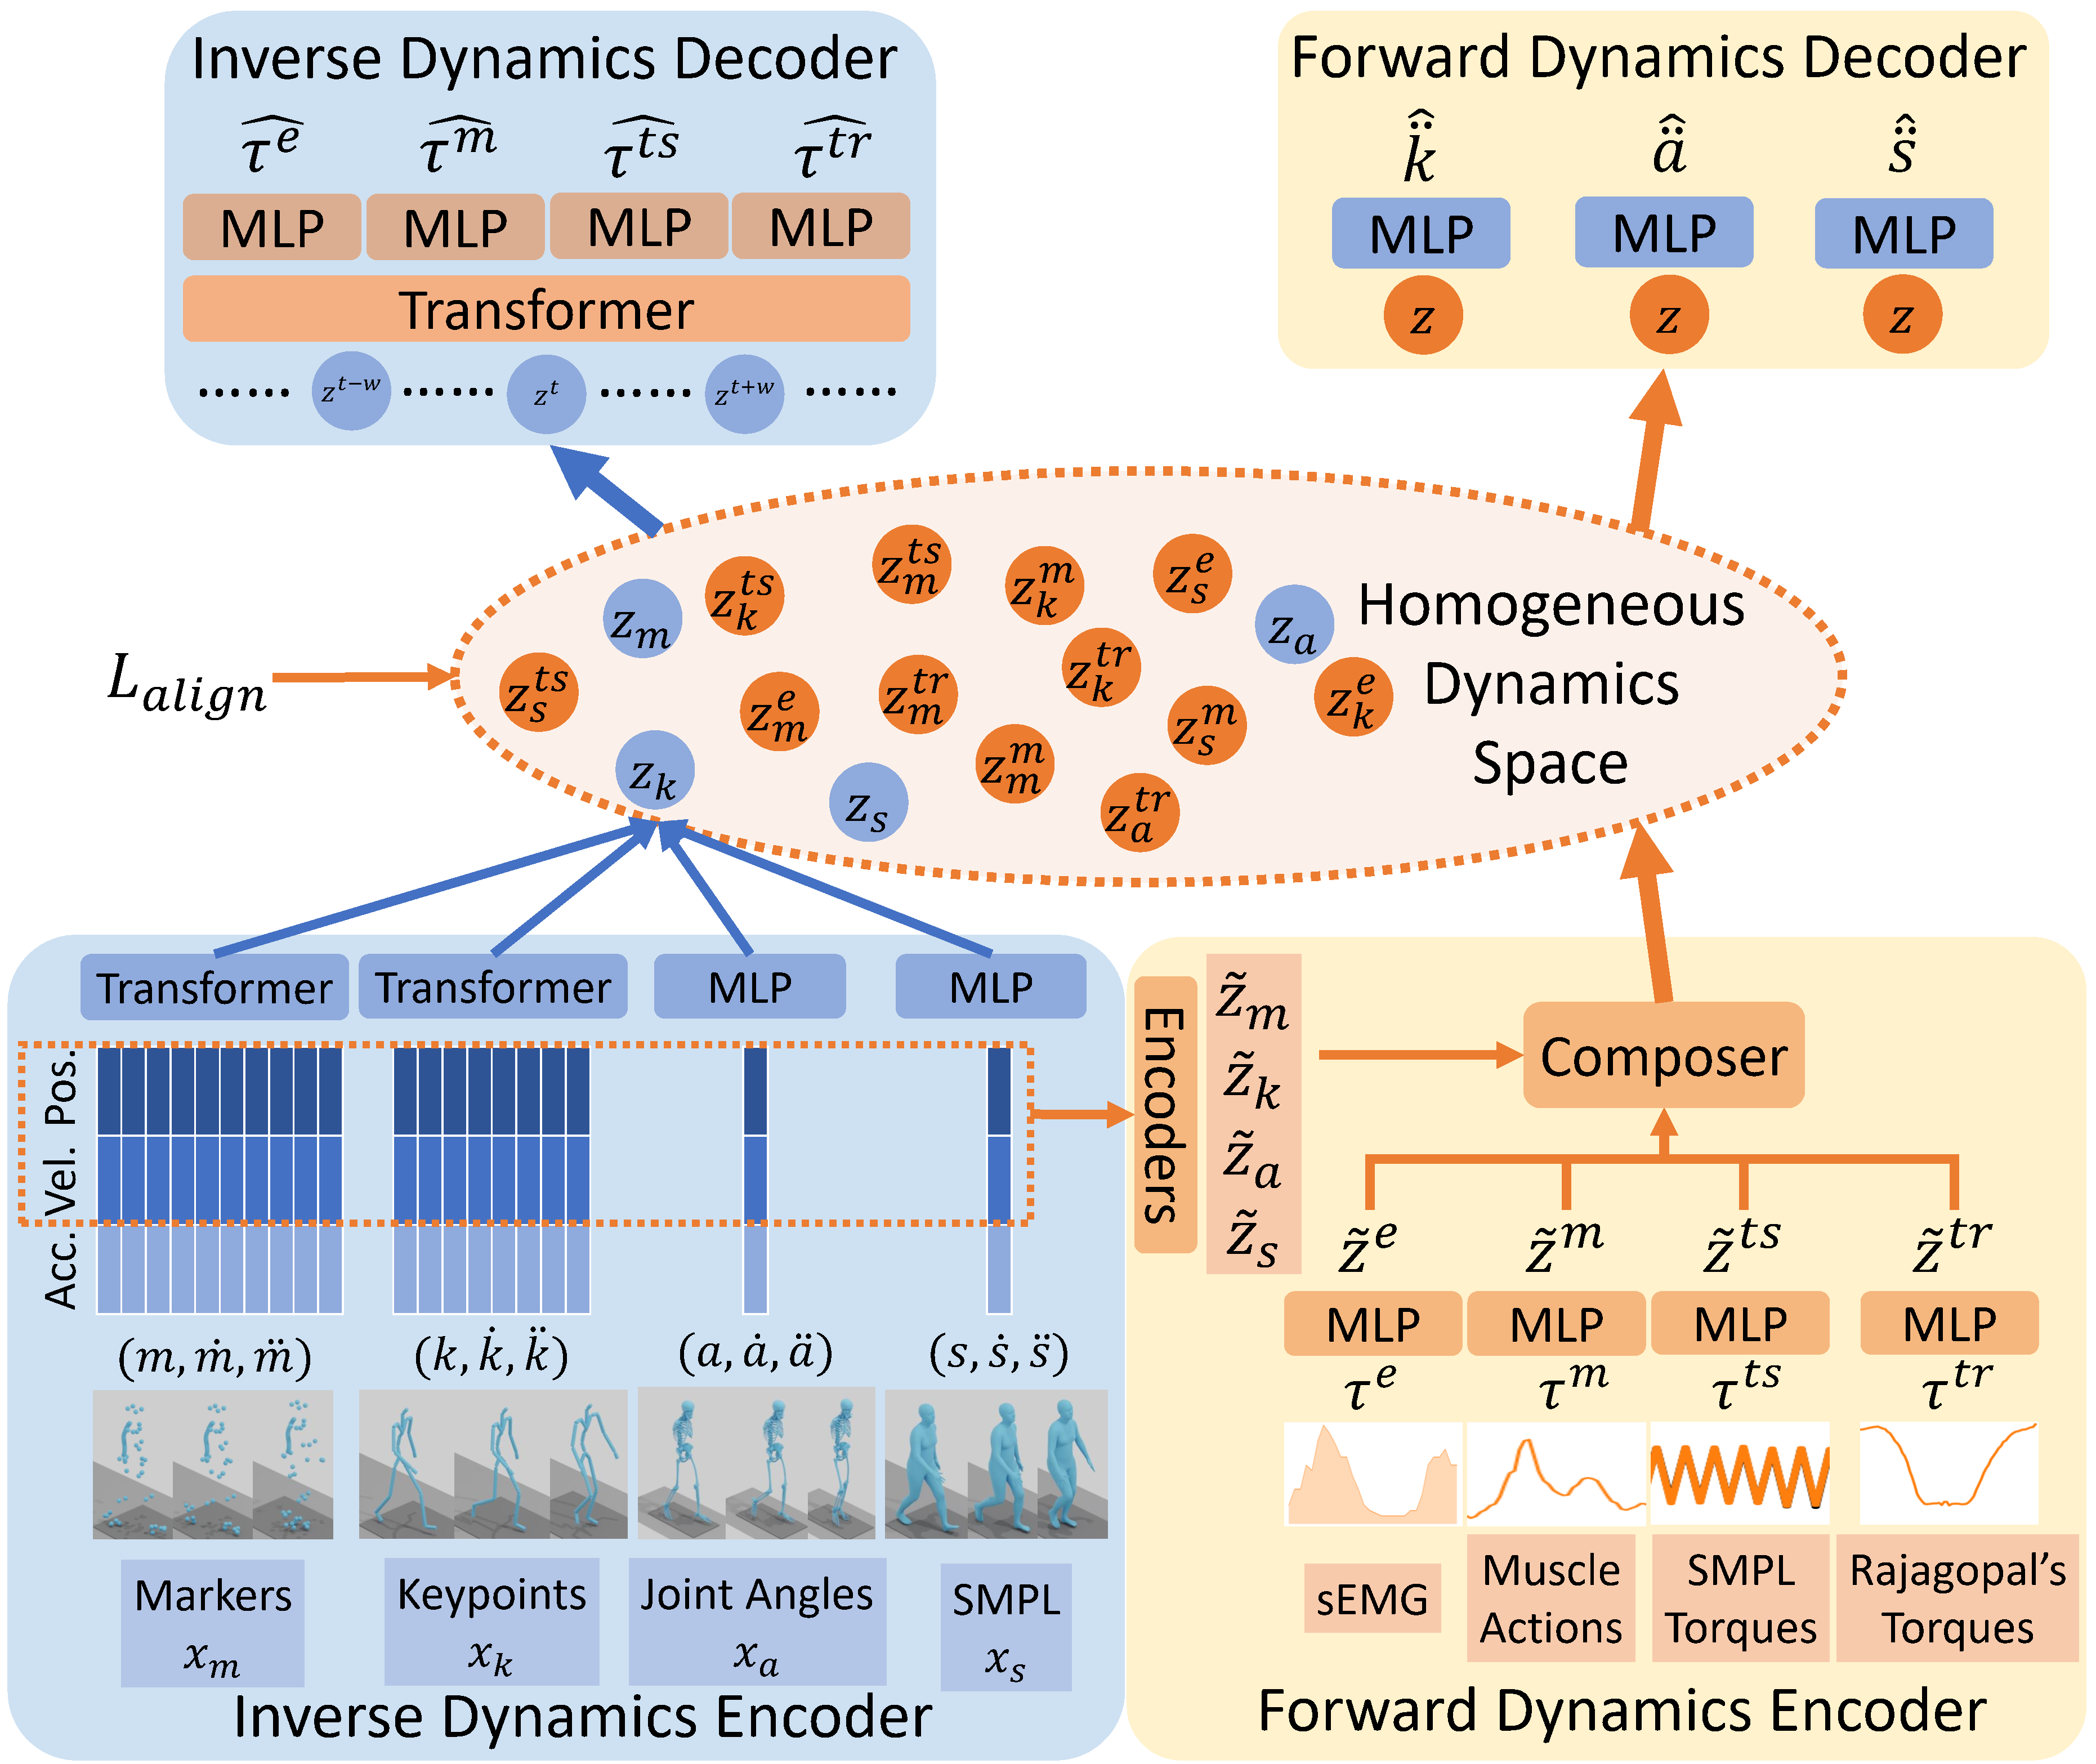 Inverse Dynamics Decoder
$\widehat{\tau^e}$ $\widehat{\tau^m}$ $\widehat{\tau^{ts}}$ $\widehat{\tau^{tr}}$
MLP MLP MLP MLP
Transformer
...... $z^{t-w}$ ...... $z^t$ ...... $z^{t+w}$ ......
Forward Dynamics Decoder
$\hat{\ddot{k}}$ $\hat{\ddot{a}}$ $\hat{\ddot{s}}$
MLP MLP MLP
$z$ $z$ $z$
$L_{align}$
$z_m$ $z_k^{ts}$ $z_m^{ts}$ $z_k^m$ $z_s^e$ $z_a$
$z_s^{ts}$ $z_m^e$ $z_m^{tr}$ $z_k^{tr}$ $z_s^m$ $z_k^e$
$z_k$ $z_s$ $z_m^m$ $z_a^{tr}$
Homogeneous
Dynamics
Space
Transformer Transformer MLP MLP
Pos.
Vel.
Acc.
$(m, \dot{m}, \ddot{m})$ $(k, \dot{k}, \ddot{k})$ $(a, \dot{a}, \ddot{a})$ $(s, \dot{s}, \ddot{s})$
Markers
$x_m$
Keypoints
$x_k$
Joint Angles
$x_a$
SMPL
$x_s$
Inverse Dynamics Encoder
Encoders
$\tilde{z}_m$
$\tilde{z}_k$
$\tilde{z}_a$
$\tilde{z}_s$
Composer
$\tilde{z}^e$ $\tilde{z}^m$ $\tilde{z}^{ts}$ $\tilde{z}^{tr}$
MLP MLP MLP MLP
$\tau^e$ $\tau^m$ $\tau^{ts}$ $\tau^{tr}$
sEMG
Muscle
Actions
SMPL
Torques
Rajagopal's
Torques
Forward Dynamics Encoder